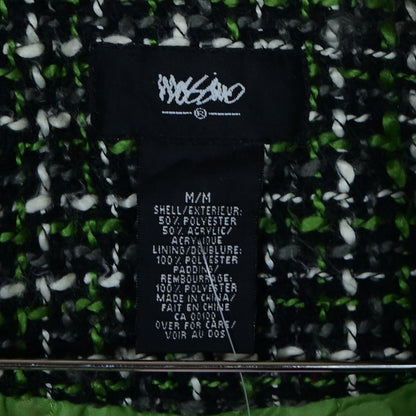 Mossimo
®
M/M
SHELL/EXTERIEUR:
50% POLYESTER
50% ACRYLIC/
ACRYLIQUE
LINING/DOUBLURE:
100% POLYESTER
PADDING/
REMBOURRAGE:
100% POLYESTER
MADE IN CHINA/
FAIT EN CHINE
CA 00100
OVER FOR CARE/
VOIR AU DOS